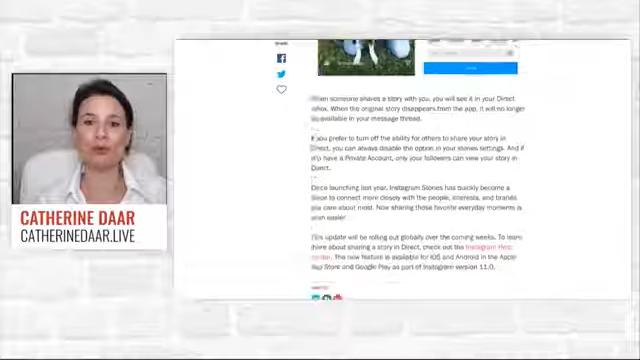 Share
When someone shares a story with you, you will see it in your Direct
inbox. When the original story disappears from the app, it will no longer
be available in your message thread.
If you prefer to turn off the ability for others to share your story in
Direct, you can always disable the option in your stories settings. And if
you have a Private Account, only your followers can view your story in
Direct.
Since launching last year, Instagram Stories has quickly become a
place to connect more closely with the people, interests, and brands
you care about most. Now sharing those favorite everyday moments is
even easier
This update will be rolling out globally over the coming weeks. To learn
more about sharing a story in Direct, check out the Instagram Help
Center. The new feature is available for iOS and Android in the Apple
App Store and Google Play as part of Instagram version 11.0.
CATHERINE DAAR
CATHERINEDAAR.LIVE